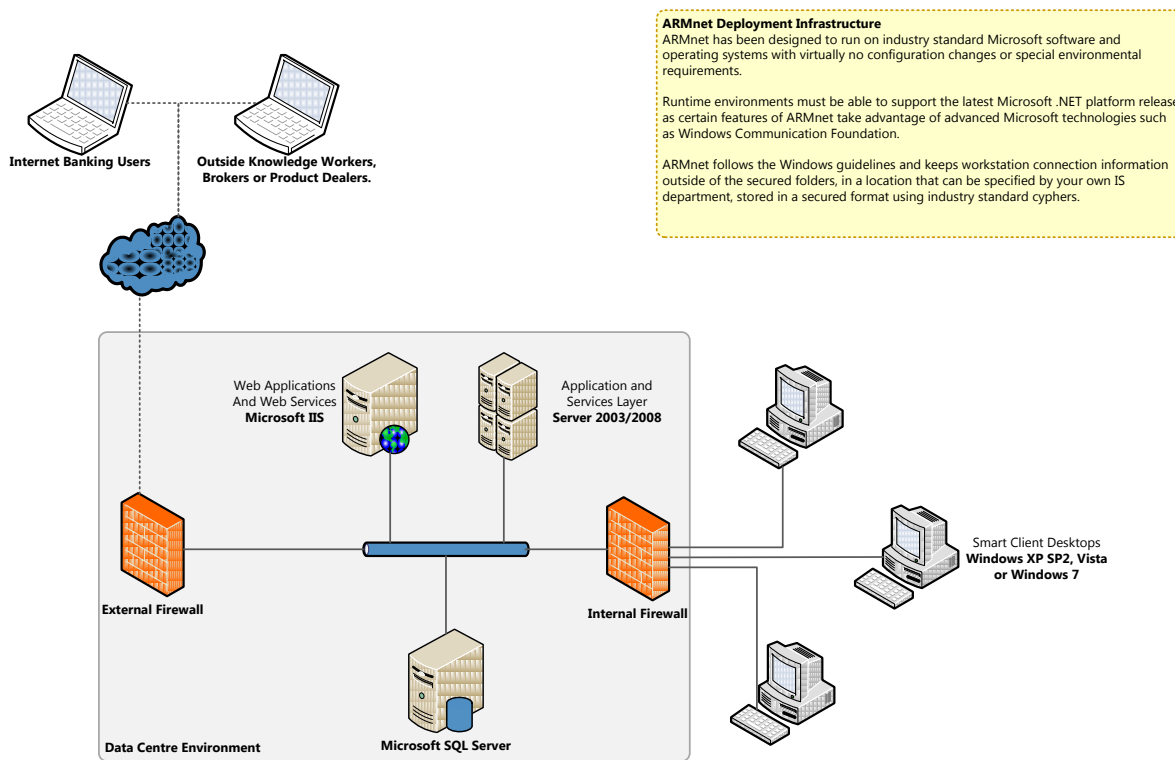 ARMnet Deployment Infrastructure
ARMnet has been designed to run on industry standard Microsoft software and
operating systems with virtually no configuration changes or special environmental
requirements.
Runtime environments must be able to support the latest Microsoft .NET platform release
as certain features of ARMnet take advantage of advanced Microsoft technologies such
as Windows Communication Foundation.
ARMnet follows the Windows guidelines and keeps workstation connection information
outside of the secured folders, in a location that can be specified by your own IS
department, stored in a secured format using industry standard cyphers.
Internet Banking Users
Outside Knowledge Workers,
Brokers or Product Dealers.
Web Applications
And Web Services
Microsoft IIS
Application and
Services Layer
Server 2003/2008
External Firewall
Internal Firewall
Smart Client Desktops
Windows XP SP2, Vista
or Windows 7
Microsoft SQL Server
Data Centre Environment